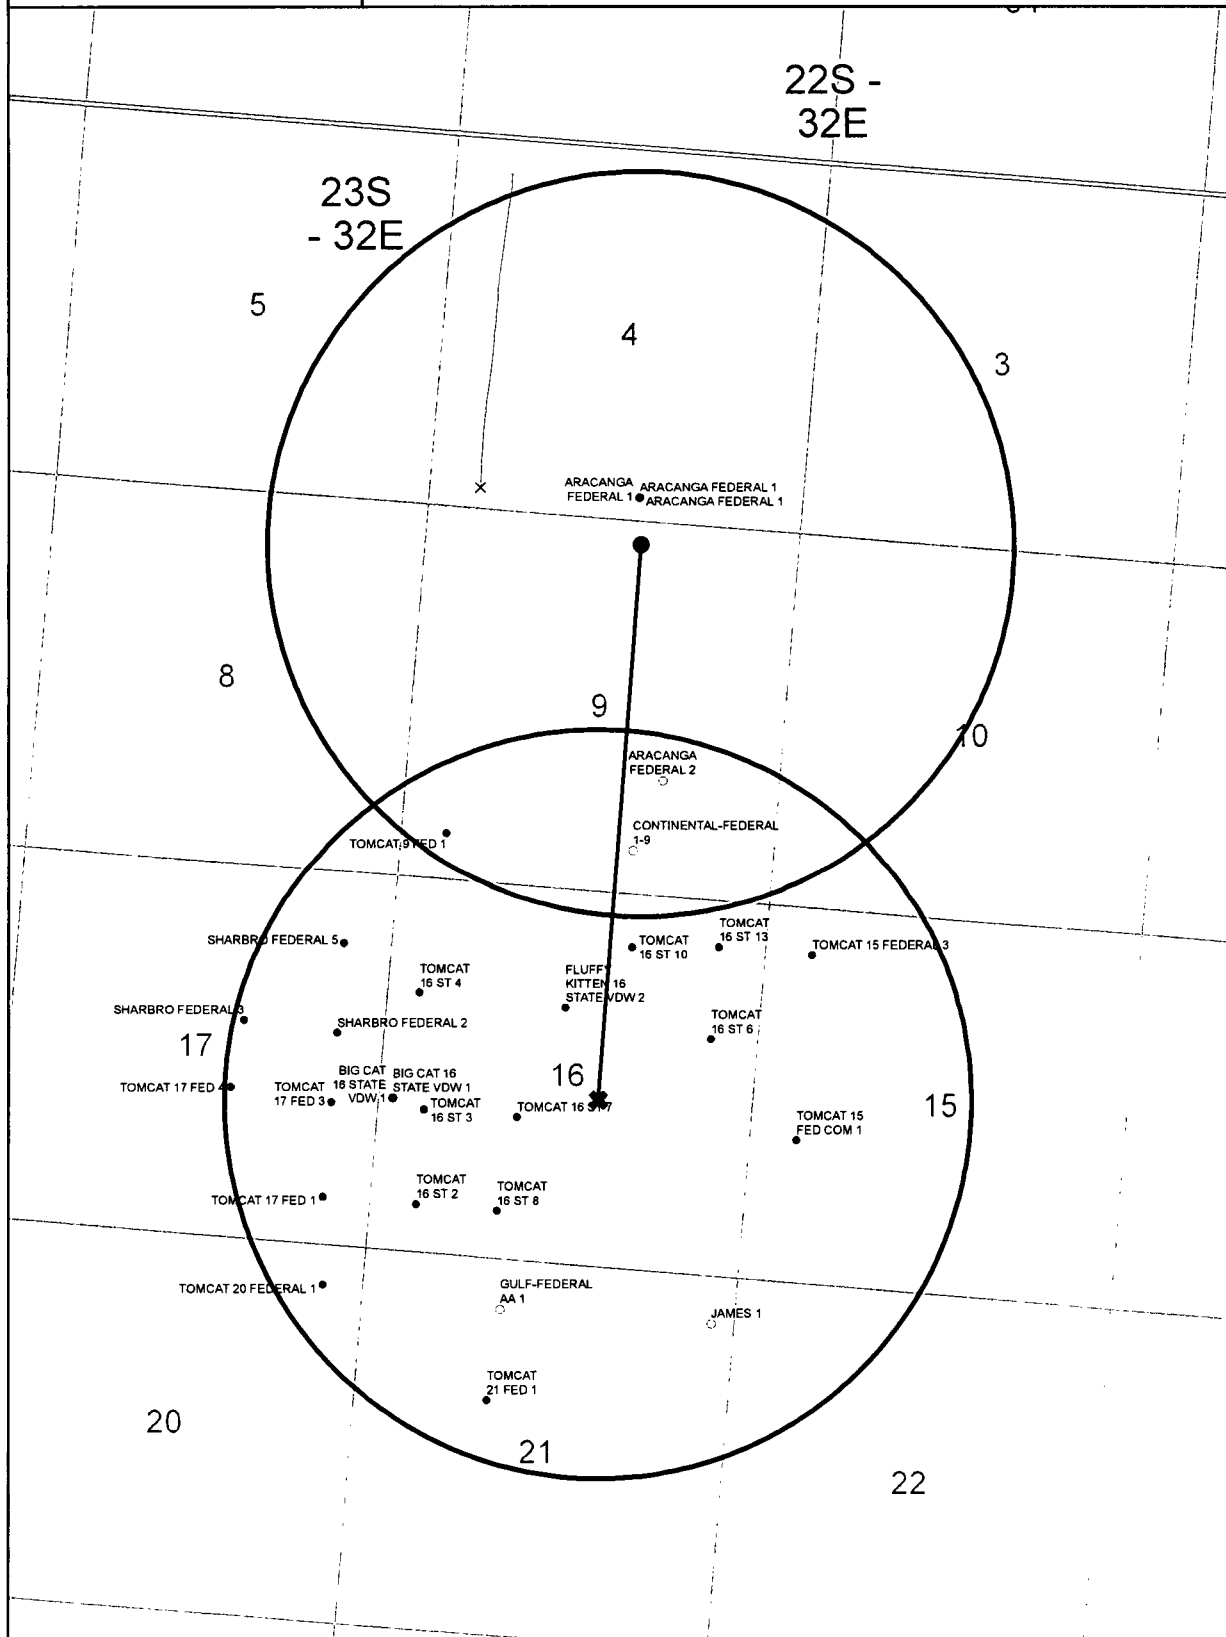 22S -
32E
23S
- 32E
5
4
3
ARACANGA
FEDERAL 1
ARACANGA FEDERAL 1
ARACANGA FEDERAL 1
8
9
10
ARACANGA
FEDERAL 2
CONTINENTAL-FEDERAL
1-9
TOMCAT 9 FED 1
SHARBRO FEDERAL 5
TOMCAT
16 ST 10
TOMCAT
16 ST 13
TOMCAT 15 FEDERAL 3
TOMCAT
16 ST 4
FLUFFY
KITTEN 16
STATE VDW 2
SHARBRO FEDERAL 3
SHARBRO FEDERAL 2
TOMCAT
16 ST 6
17
16
15
TOMCAT 17 FED 4
TOMCAT
17 FED 3
BIG CAT
16 STATE
VDW 1
BIG CAT 16
STATE VDW 1
TOMCAT
16 ST 3
TOMCAT 16 ST 7
TOMCAT 15
FED COM 1
TOMCAT 17 FED 1
TOMCAT
16 ST 2
TOMCAT
16 ST 8
TOMCAT 20 FEDERAL 1
GULF-FEDERAL
AA 1
JAMES 1
TOMCAT
21 FED 1
20
21
22